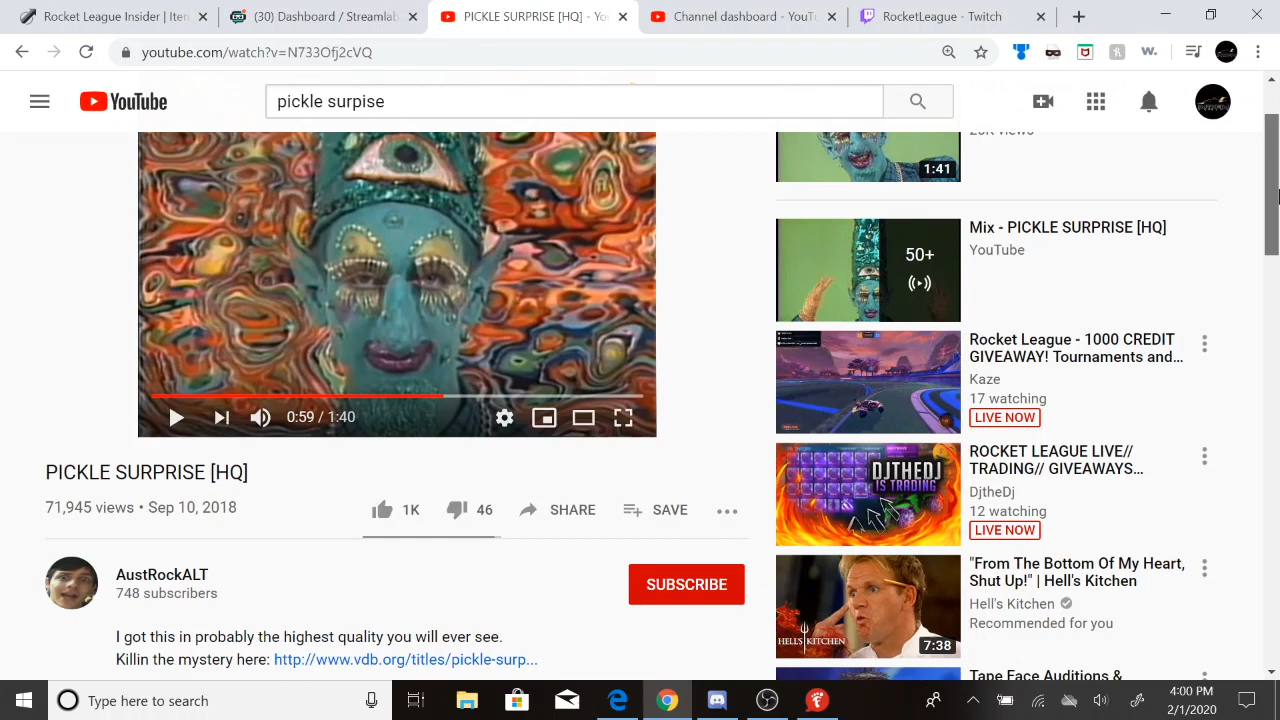 Rocket League Insider |
(30) Dashboard / Streamlab
PICKLE SURPRISE [HQ] - Yo
Channel dashboard - YouTu
RocketLeague - Twitch
youtube.com/watch?v=N733Ofj2cVQ
YouTube
pickle surpise
1:41
Mix - PICKLE SURPRISE [HQ]
YouTube
50+
Rocket League - 1000 CREDIT
GIVEAWAY! Tournaments and...
Kaze
17 watching
LIVE NOW
0:59 / 1:40
ROCKET LEAGUE LIVE//
TRADING// GIVEAWAYS...
DjtheDj
12 watching
LIVE NOW
DJTHEDJ
IS TRADING
PICKLE SURPRISE [HQ]
71,945 views • Sep 10, 2018
1K
46
SHARE
SAVE
AustRockALT
748 subscribers
SUBSCRIBE
"From The Bottom Of My Heart,
Shut Up!" | Hell's Kitchen
Hell's Kitchen
Recommended for you
HELL'S KITCHEN
7:38
I got this in probably the highest quality you will ever see.
Killin the mystery here: http://www.vdb.org/titles/pickle-surp...
Tape Face Auditions &
Type here to search
4:00 PM
2/1/2020